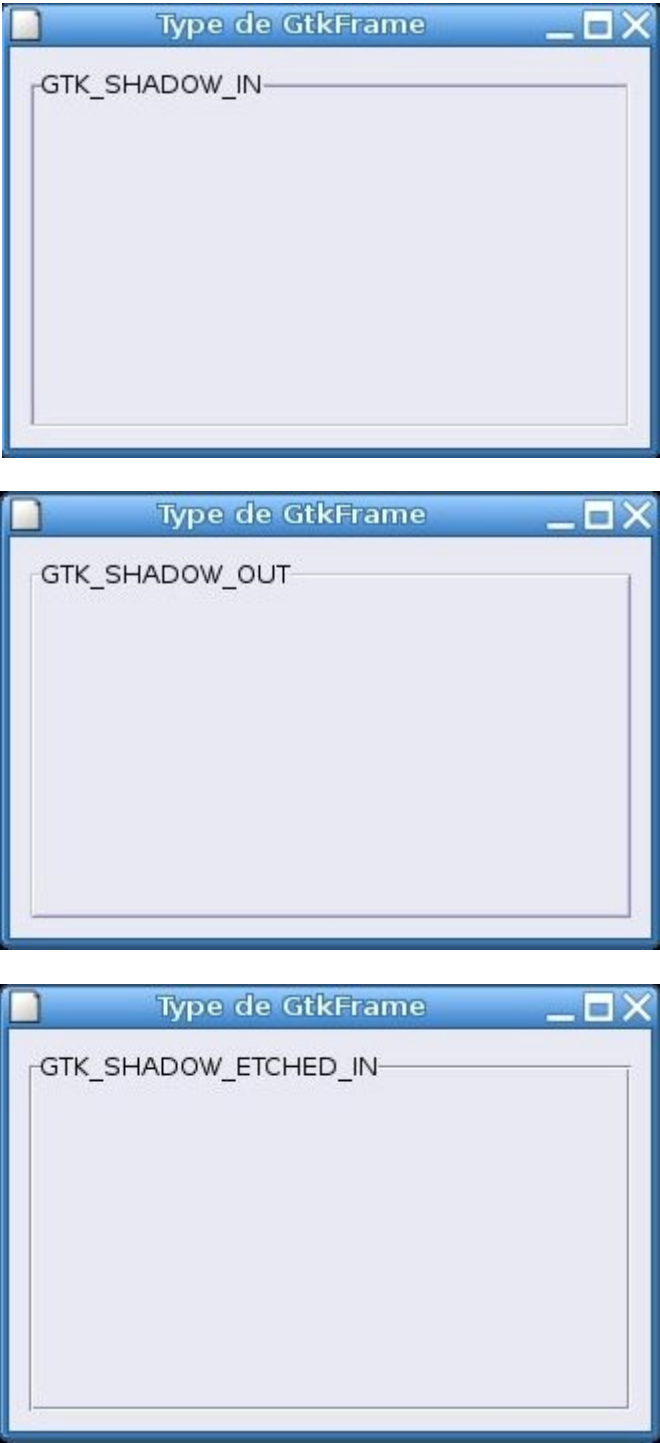 Type de GtkFrame
GTK_SHADOW_IN
Type de GtkFrame
GTK_SHADOW_OUT
Type de GtkFrame
GTK_SHADOW_ETCHED_IN